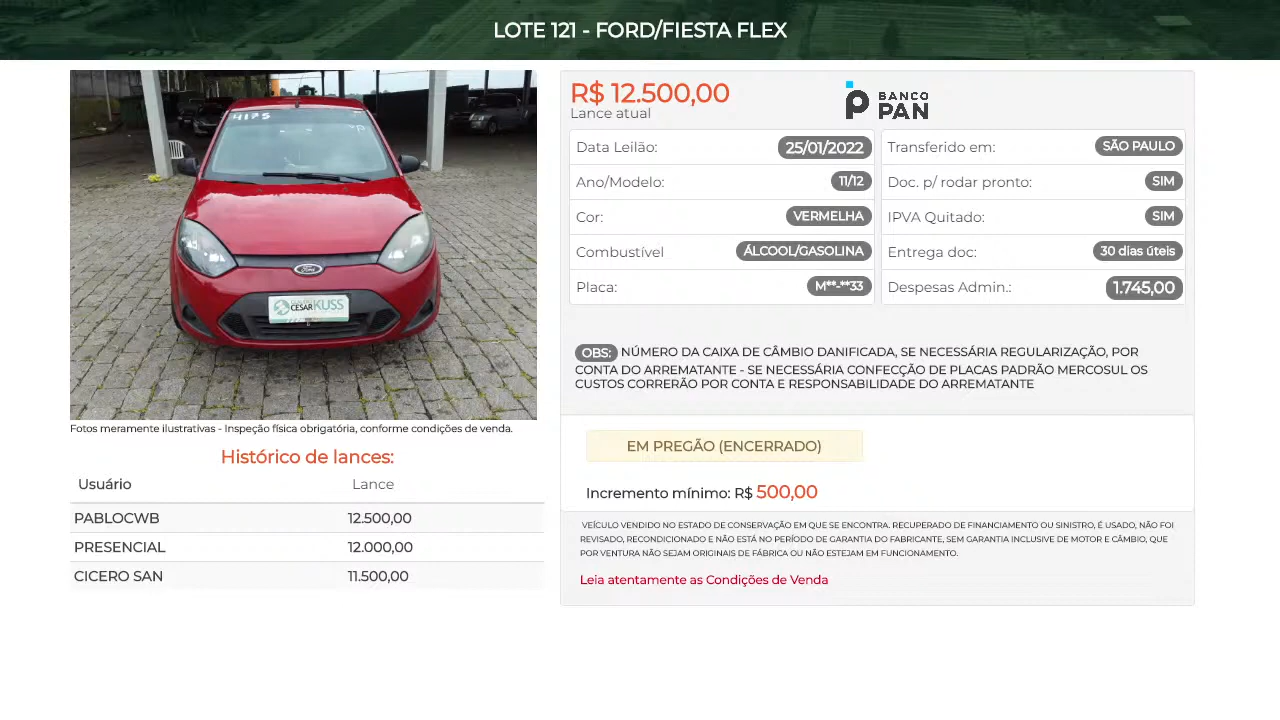 LOTE 121 - FORD/FIESTA FLEX
4175
CESAR KUSS
Fotos meramente ilustrativas - Inspeção física obrigatória, conforme condições de venda.
Histórico de lances:
Usuário Lance
PABLOCWB 12.500,00
PRESENCIAL 12.000,00
CICERO SAN 11.500,00
R$ 12.500,00
Lance atual
BANCO
PAN
Data Leilão: 25/01/2022
Ano/Modelo: 11/12
Cor: VERMELHA
Combustível ÁLCOOL/GASOLINA
Placa: M**-**33
Transferido em: SÃO PAULO
Doc. p/ rodar pronto: SIM
IPVA Quitado: SIM
Entrega doc: 30 dias úteis
Despesas Admin.: 1.745,00
OBS: NÚMERO DA CAIXA DE CÂMBIO DANIFICADA, SE NECESSÁRIA REGULARIZAÇÃO, POR
CONTA DO ARREMATANTE - SE NECESSÁRIA CONFECÇÃO DE PLACAS PADRÃO MERCOSUL OS
CUSTOS CORRERÃO POR CONTA E RESPONSABILIDADE DO ARREMATANTE
EM PREGÃO (ENCERRADO)
Incremento mínimo: R$ 500,00
VEÍCULO VENDIDO NO ESTADO DE CONSERVAÇÃO EM QUE SE ENCONTRA. RECUPERADO DE FINANCIAMENTO OU SINISTRO, É USADO, NÃO FOI
REVISADO, RECONDICIONADO E NÃO ESTÁ NO PERÍODO DE GARANTIA DO FABRICANTE, SEM GARANTIA INCLUSIVE DE MOTOR E CÂMBIO, QUE
POR VENTURA NÃO SEJAM ORIGINAIS DE FÁBRICA OU NÃO ESTEJAM EM FUNCIONAMENTO.
Leia atentamente as Condições de Venda